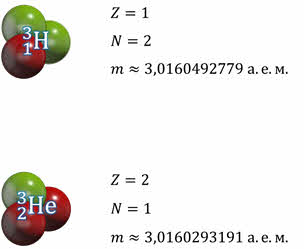 ³₁H
Z = 1
N = 2
m ≈ 3,0160492779 а. е. м.
³₂He
Z = 2
N = 1
m ≈ 3,0160293191 а. е. м.